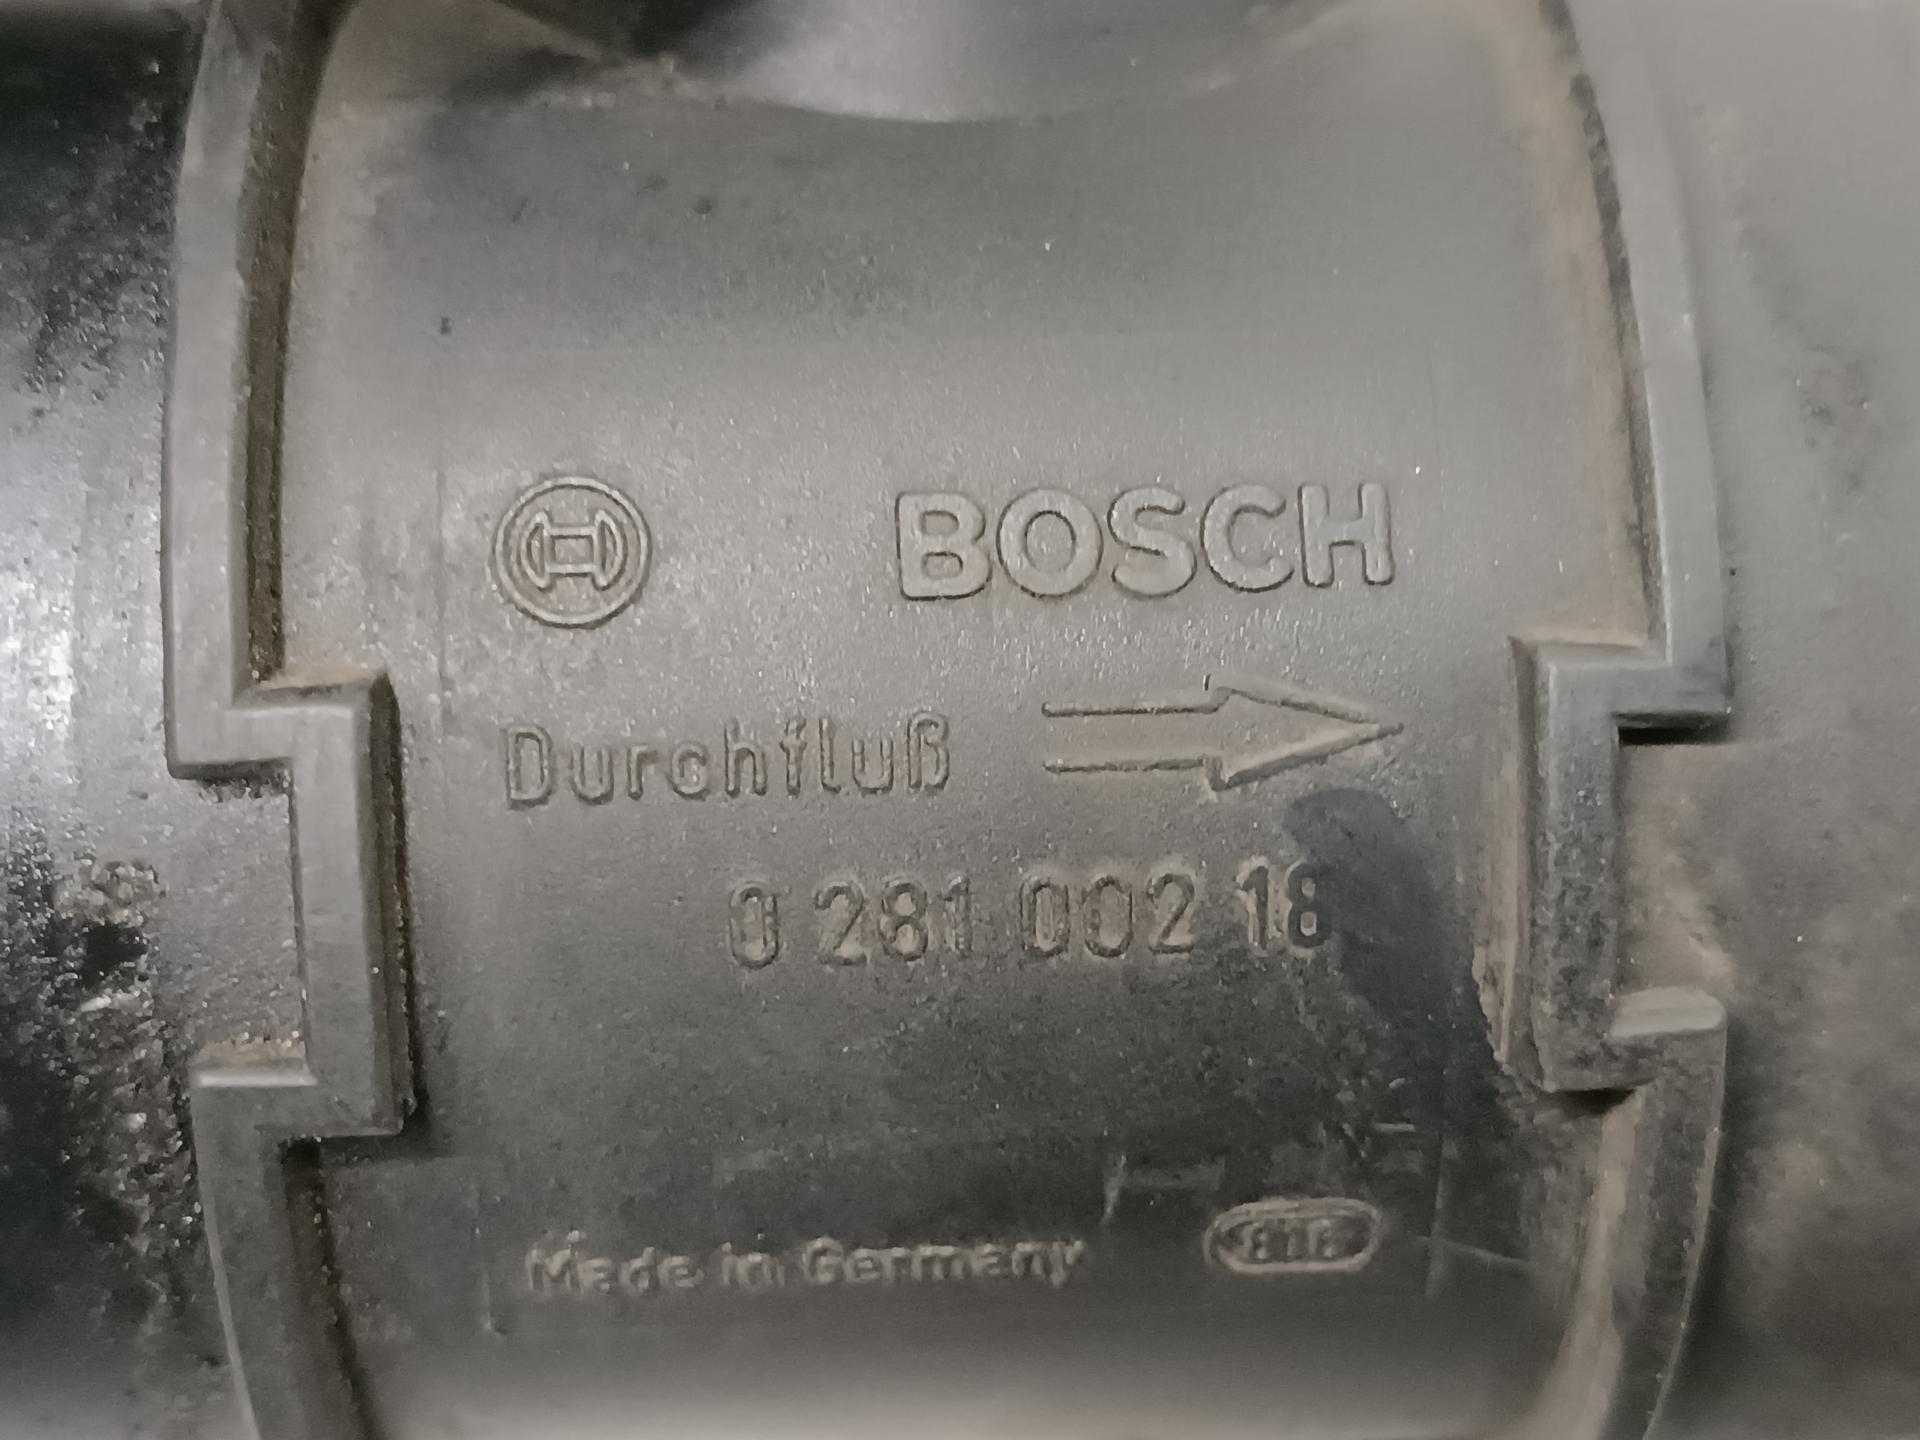 BOSCH
Durchfluß
0 281 002 18
Made in Germany